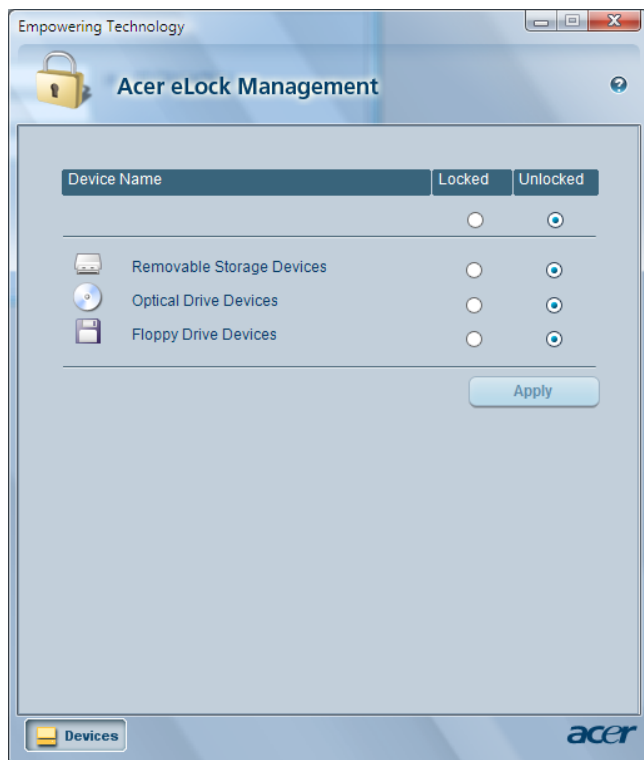 Empowering Technology
Acer eLock Management
Device Name Locked Unlocked
Removable Storage Devices
Optical Drive Devices
Floppy Drive Devices
Apply
Devices
acer